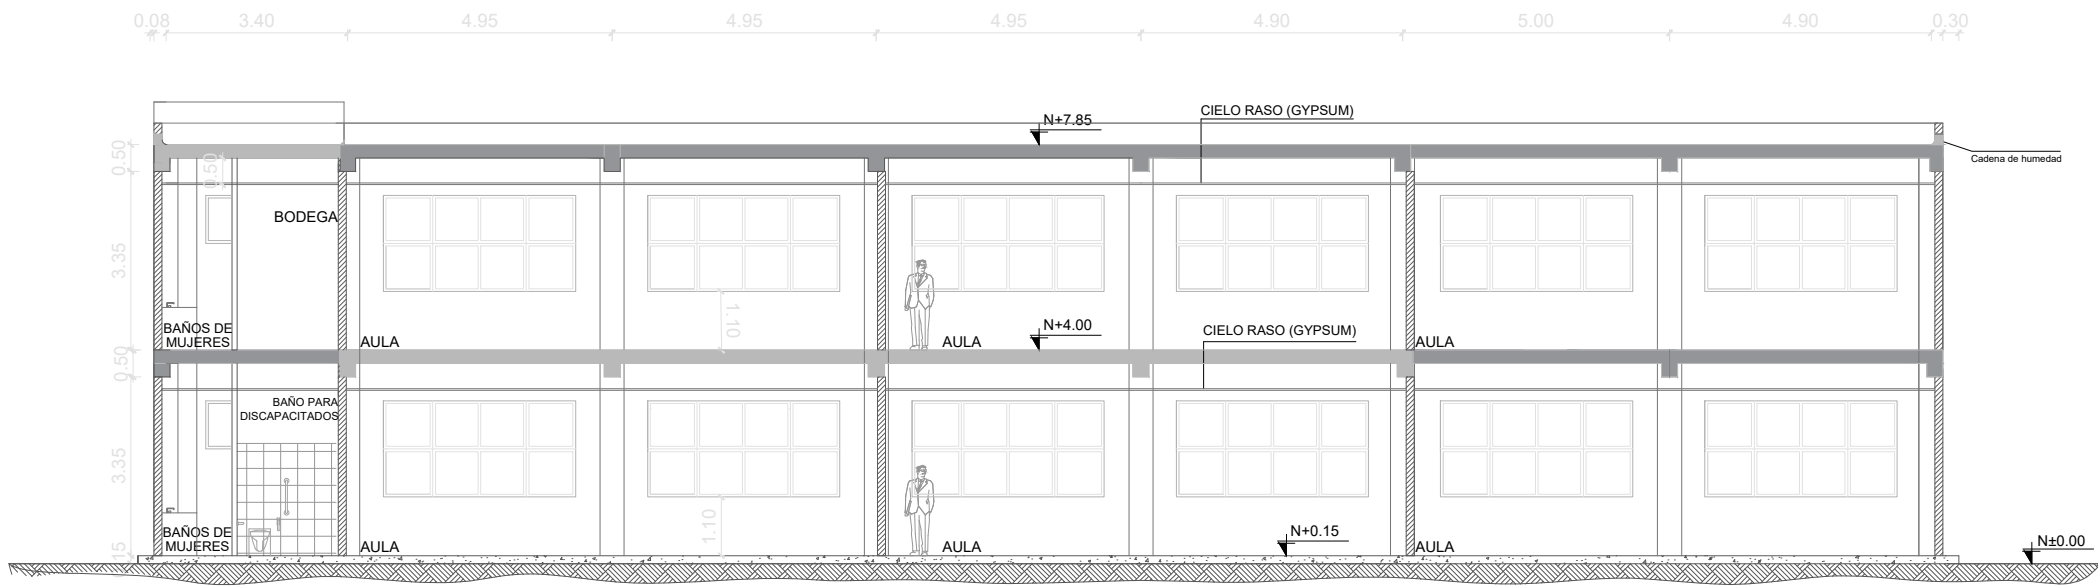 0.08 3.40 4.95 4.95 4.95 4.90 5.00 4.90 0.30
CIELO RASO (GYPSUM)
N+7.85
0.50
0.50
Cadena de humedad
BODEGA
3.35
1.10
BAÑOS DE
MUJERES
AULA
AULA
N+4.00
CIELO RASO (GYPSUM)
AULA
0.50
BAÑO PARA
DISCAPACITADOS
3.35
1.10
BAÑOS DE
MUJERES
AULA
AULA
N+0.15
AULA
N±0.00